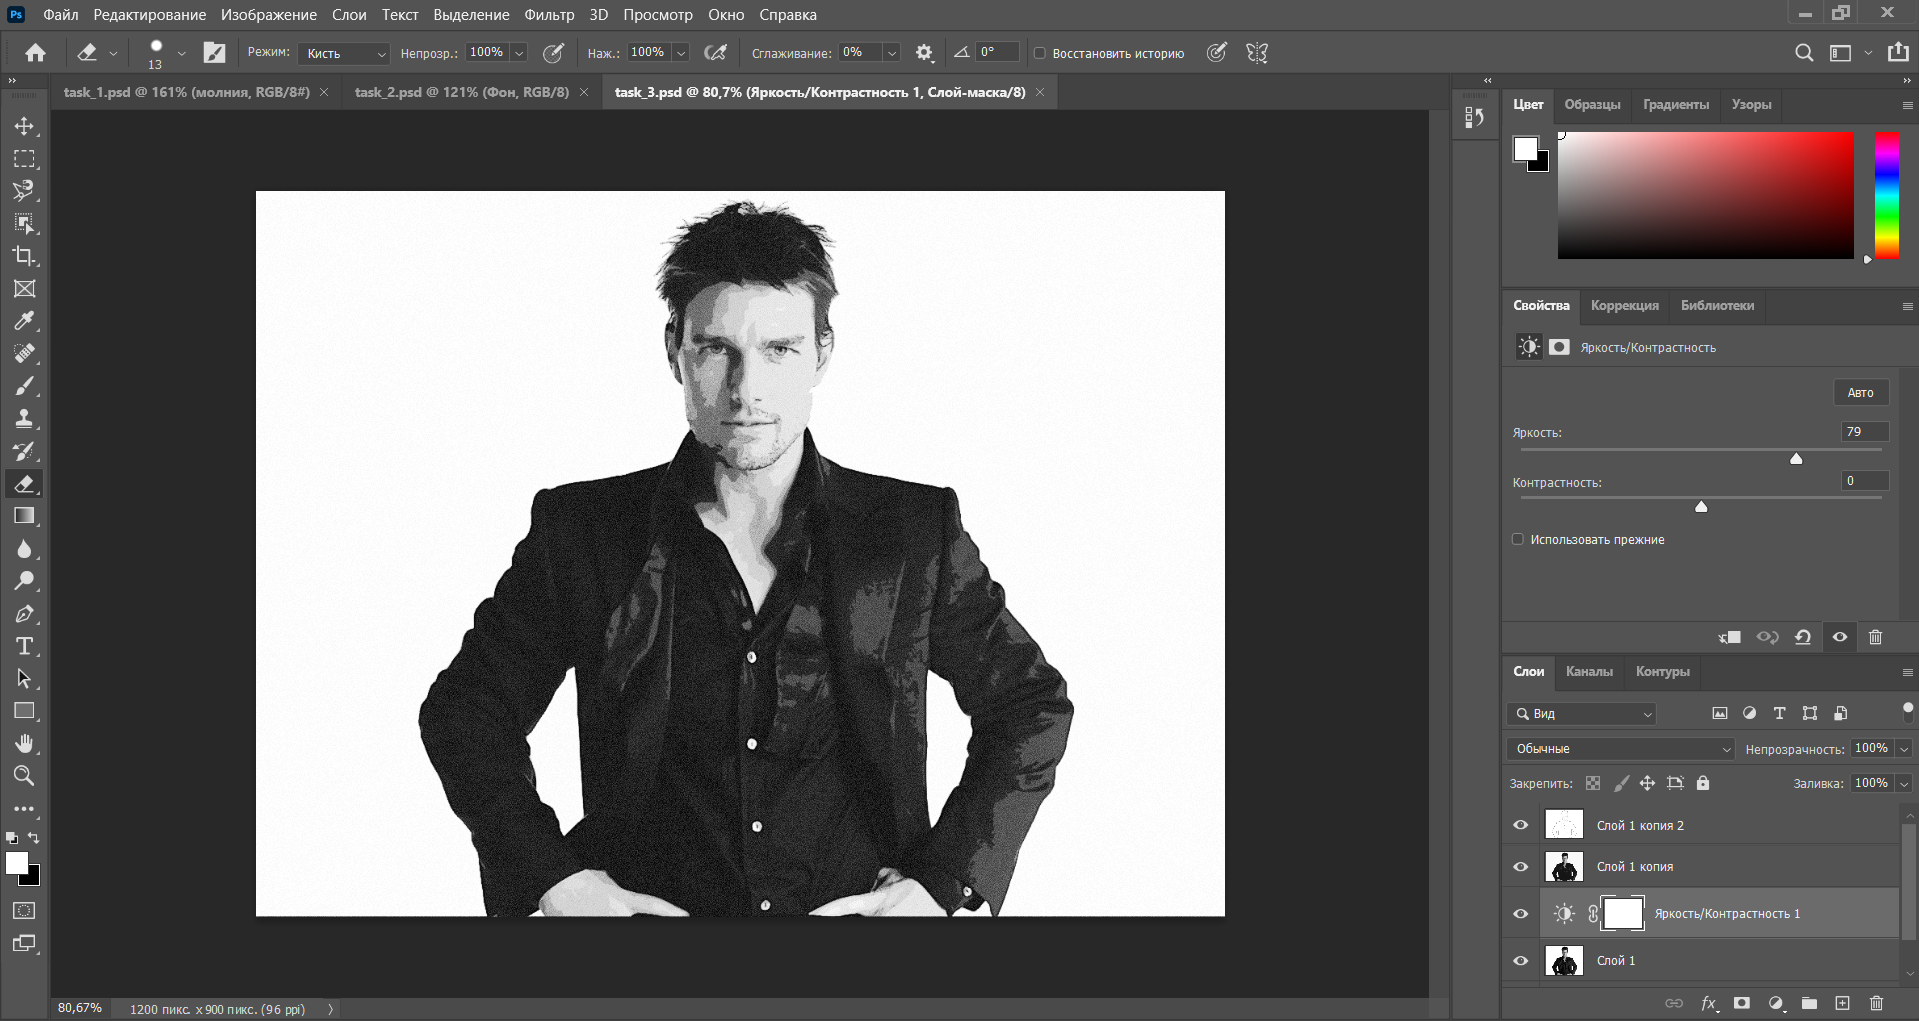 Ps Файл Редактирование Изображение Слои Текст Выделение Фильтр 3D Просмотр Окно Справка
13 Режим: Кисть Непрозр.: 100% Наж.: 100% Сглаживание: 0% 0° Восстановить историю
task_1.psd @ 161% (молния, RGB/8#) task_2.psd @ 121% (Фон, RGB/8) task_3.psd @ 80,7% (Яркость/Контрастность 1, Слой-маска/8)
Цвет Образцы Градиенты Узоры
Свойства Коррекция Библиотеки
Яркость/Контрастность
Авто
Яркость: 79
Контрастность: 0
Использовать прежние
Слои Каналы Контуры
Вид
Обычные Непрозрачность: 100%
Закрепить: Заливка: 100%
Слой 1 копия 2
Слой 1 копия
Яркость/Контрастность 1
Слой 1
fx
80,67% 1200 пикс. x 900 пикс. (96 ppi)